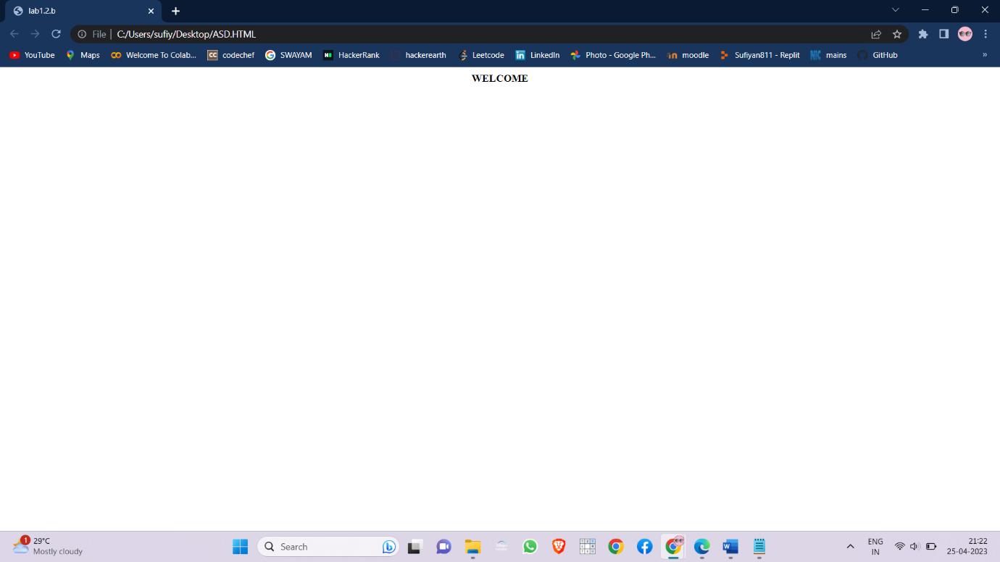 lab1.2.b
File | C:/Users/sufiy/Desktop/ASD.HTML
YouTube Maps Welcome To Colab... codechef SWAYAM HackerRank hackerearth Leetcode LinkedIn Photo - Google Ph... moodle Sufiyan811 - Replit mains GitHub »
WELCOME
1 29°C
Mostly cloudy
Search
ENG
IN
21:22
25-04-2023